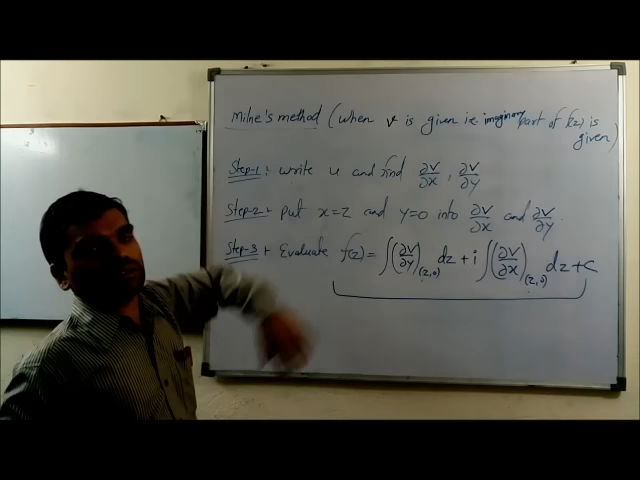 Milne's method (when v is given i.e imaginary part of f(z) is given)
Step-1: write u and find ∂v/∂x, ∂v/∂y
Step-2: put x=z and y=0 into ∂v/∂x and ∂v/∂y.
Step-3: Evaluate f(z) = ∫(∂v/∂y)(z,0) dz + i ∫(∂v/∂x)(z,0) dz + c